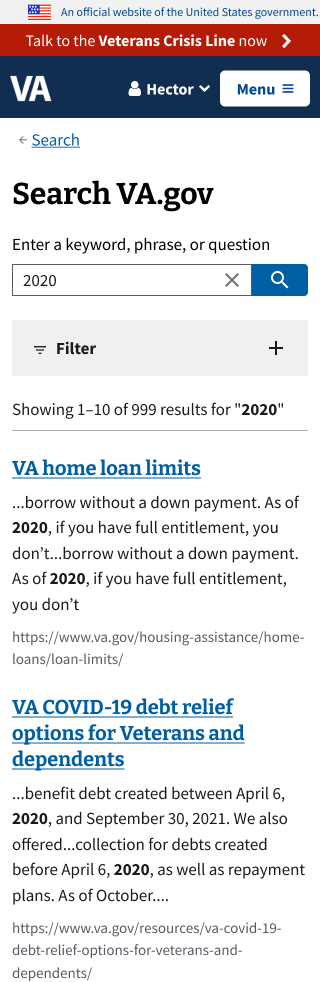 An official website of the United States government.
Talk to the Veterans Crisis Line now
VA
Hector
Menu
Search
Search VA.gov
Enter a keyword, phrase, or question
2020
Filter
Showing 1–10 of 999 results for "2020"
VA home loan limits
...borrow without a down payment. As of
2020, if you have full entitlement, you
don’t...borrow without a down payment.
As of 2020, if you have full entitlement,
you don’t
https://www.va.gov/housing-assistance/home-
loans/loan-limits/
VA COVID-19 debt relief
options for Veterans and
dependents
...benefit debt created between April 6,
2020, and September 30, 2021. We also
offered...collection for debts created
before April 6, 2020, as well as repayment
plans. As of October....
https://www.va.gov/resources/va-covid-19-
debt-relief-options-for-veterans-and-
dependents/